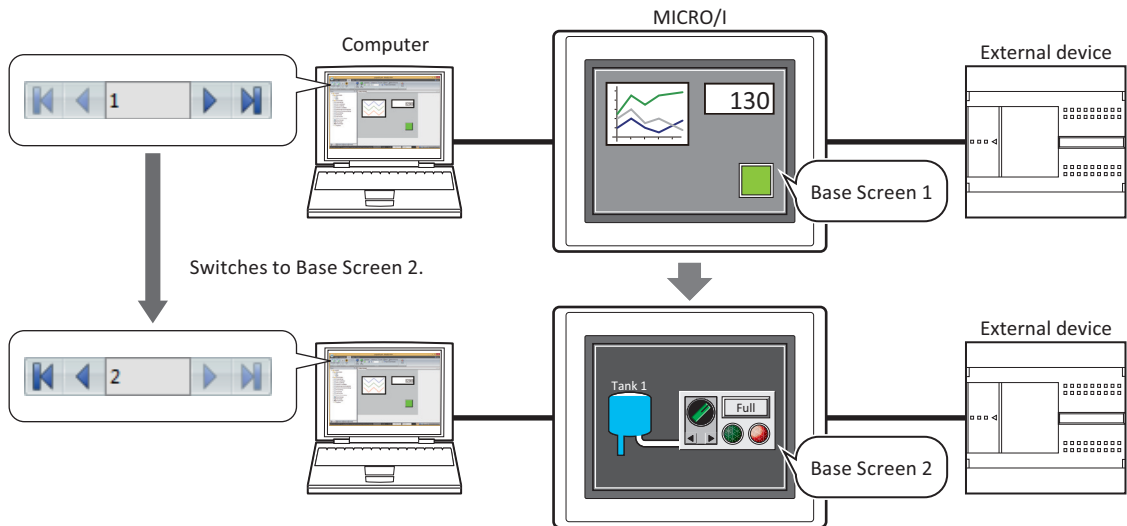 MICRO/I
Computer
External device
1
130
Base Screen 1
Switches to Base Screen 2.
External device
2
Tank 1
Full
Base Screen 2